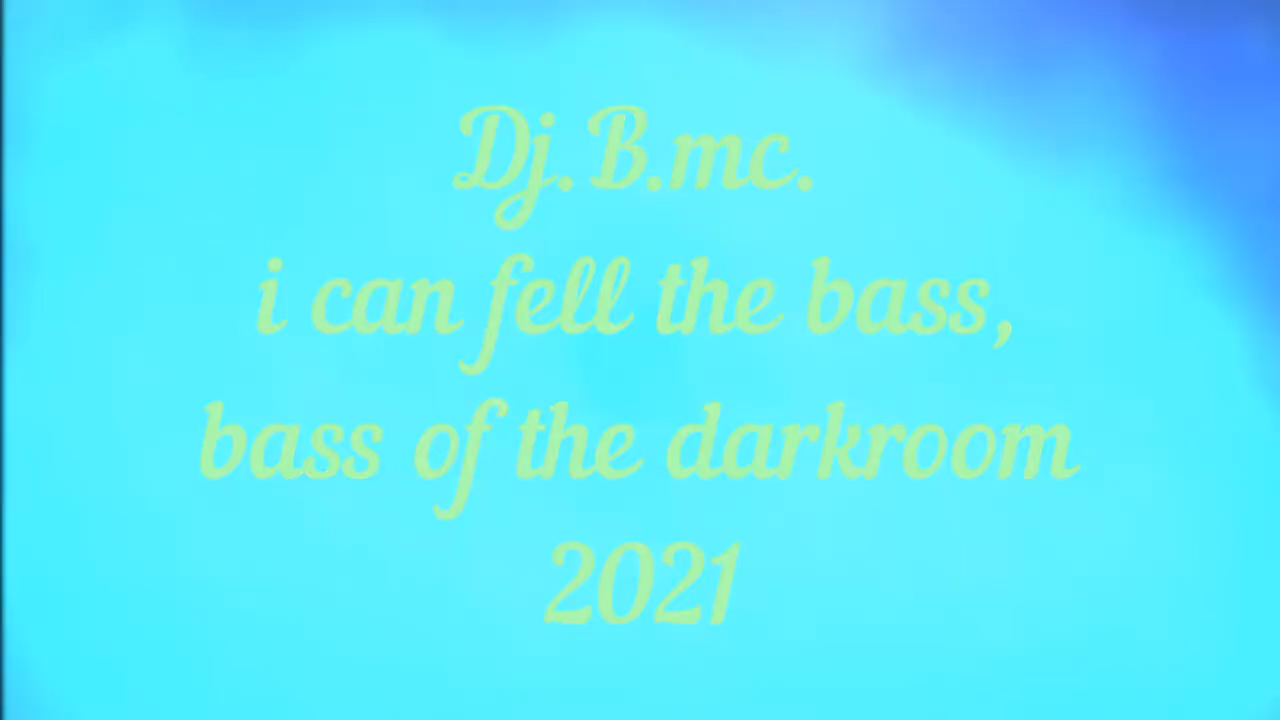 Dj. B.mc.
i can fell the bass,
bass of the darkroom
2021